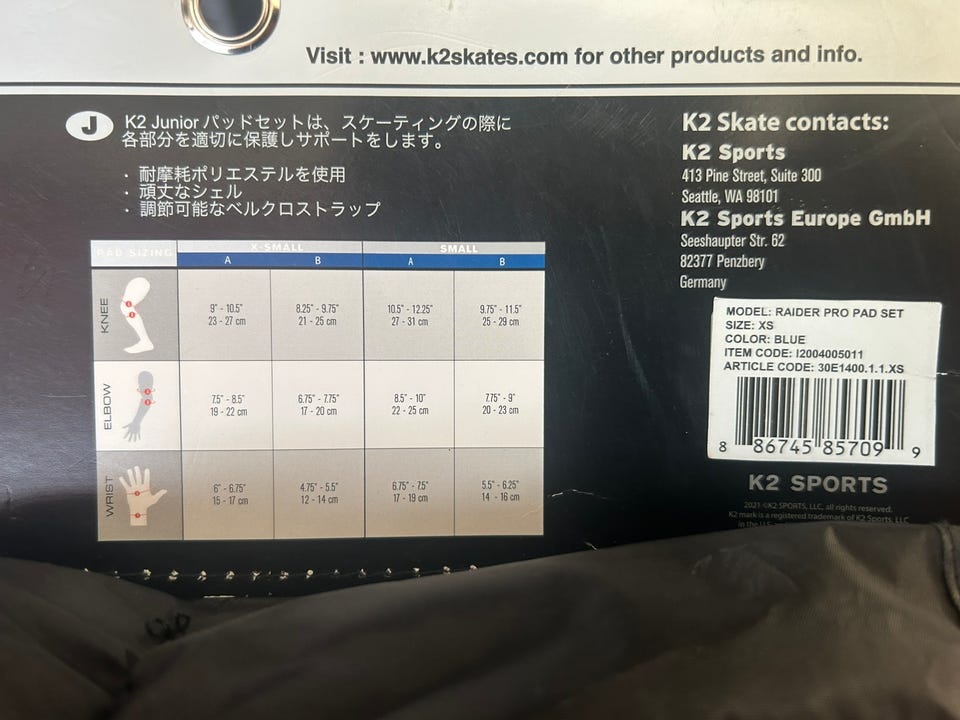 Visit : www.k2skates.com for other products and info.
J
K2 Junior パッドセットは、スケーティングの際に
各部分を適切に保護しサポートをします。
・ 耐摩耗ポリエステルを使用
・ 頑丈なシェル
・ 調節可能なベルクロストラップ
PAD SIZING X-SMALL SMALL
A B A B
KNEE
9" - 10.5" 8.25" - 9.75" 10.5" - 12.25" 9.75" - 11.5"
23 - 27 cm 21 - 25 cm 27 - 31 cm 25 - 29 cm
ELBOW
7.5" - 8.5" 6.75" - 7.75" 8.5" - 10" 7.75" - 9"
19 - 22 cm 17 - 20 cm 22 - 25 cm 20 - 23 cm
WRIST
6" - 6.75" 4.75" - 5.5" 6.75" - 7.5" 5.5" - 6.25"
15 - 17 cm 12 - 14 cm 17 - 19 cm 14 - 16 cm
K2 Skate contacts:
K2 Sports
413 Pine Street, Suite 300
Seattle, WA 98101
K2 Sports Europe GmbH
Seeshaupter Str. 62
82377 Penzbery
Germany
MODEL: RAIDER PRO PAD SET
SIZE: XS
COLOR: BLUE
ITEM CODE: I2004005011
ARTICLE CODE: 30E1400.1.1.XS
8 86745 85709 9
K2 SPORTS
2021 ©K2 SPORTS, LLC, all rights reserved.
K2 mark is a registered trademark of K2 Sports, LLC
in the U.S.